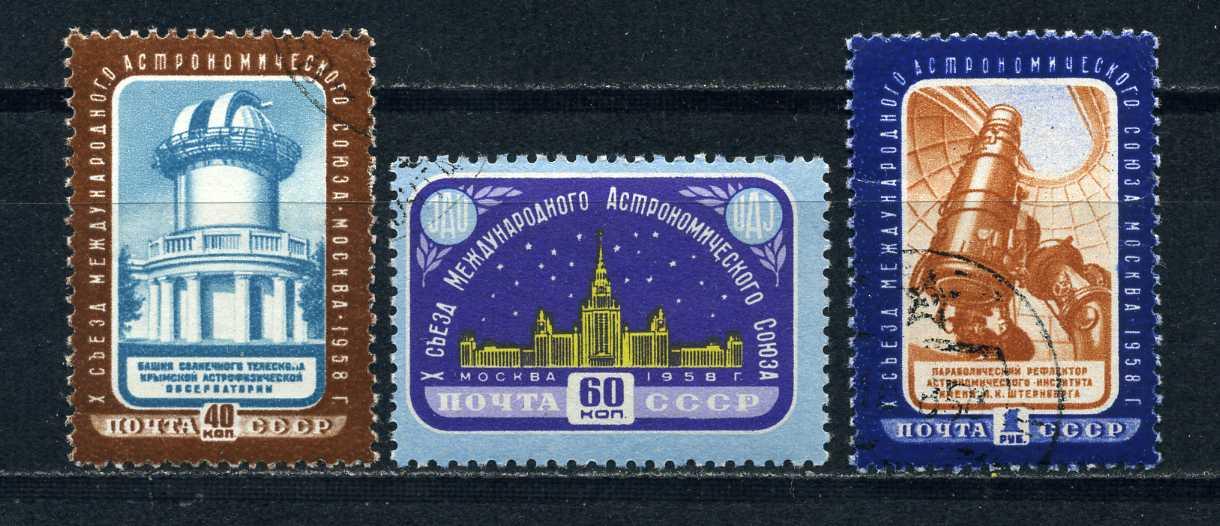 X СЪЕЗД МЕЖДУНАРОДНОГО АСТРОНОМИЧЕСКОГО СОЮЗА·МОСКВА·1958 Г.
БАШНЯ СОЛНЕЧНОГО ТЕЛЕСКОПА
КРЫМСКОЙ АСТРОФИЗИЧЕСКОЙ
ОБСЕРВАТОРИИ
ПОЧТА 40 КОП. СССР
IAU
UAI
X СЪЕЗД МЕЖДУНАРОДНОГО АСТРОНОМИЧЕСКОГО СОЮЗА
МОСКВА 1958 Г.
ПОЧТА 60 КОП. СССР
X СЪЕЗД МЕЖДУНАРОДНОГО АСТРОНОМИЧЕСКОГО СОЮЗА МОСКВА·1958 Г.
ПАРАБОЛИЧЕСКИЙ РЕФЛЕКТОР
АСТРОНОМИЧЕСКОГО ИНСТИТУТА
ИМЕНИ П.К. ШТЕРНБЕРГА
ПОЧТА 1 РУБ. СССР